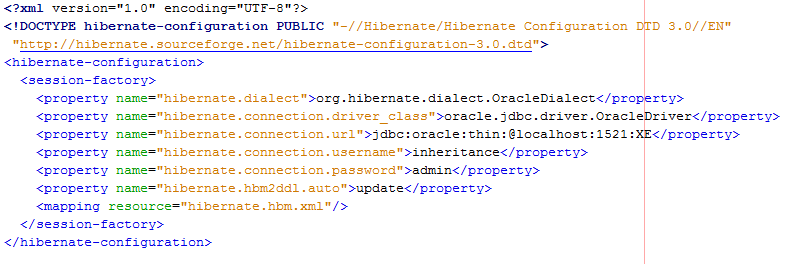 <?xml version="1.0" encoding="UTF-8"?>
<!DOCTYPE hibernate-configuration PUBLIC "-//Hibernate/Hibernate Configuration DTD 3.0//EN"
"http://hibernate.sourceforge.net/hibernate-configuration-3.0.dtd">
<hibernate-configuration>
<session-factory>
<property name="hibernate.dialect">org.hibernate.dialect.OracleDialect</property>
<property name="hibernate.connection.driver_class">oracle.jdbc.driver.OracleDriver</property>
<property name="hibernate.connection.url">jdbc:oracle:thin:@localhost:1521:XE</property>
<property name="hibernate.connection.username">inheritance</property>
<property name="hibernate.connection.password">admin</property>
<property name="hibernate.hbm2ddl.auto">update</property>
<mapping resource="hibernate.hbm.xml"/>
</session-factory>
</hibernate-configuration>